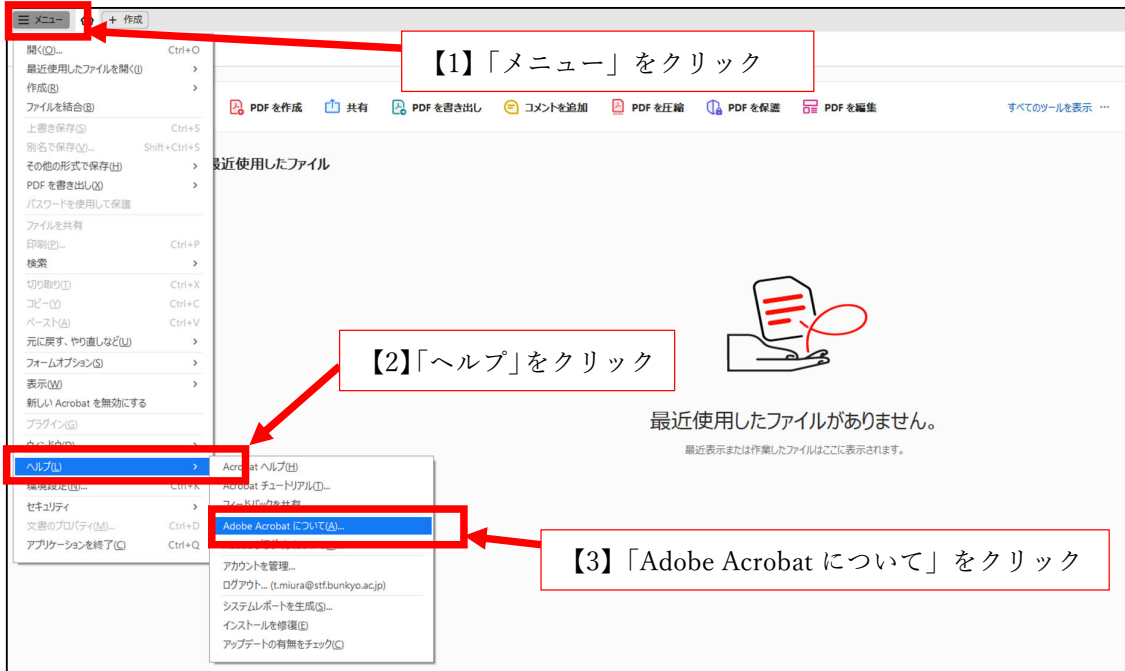 メニュー
+ 作成
【1】「メニュー」をクリック
開く(O)... Ctrl+O
最近使用したファイルを開く(I) >
作成(R) >
ファイルを結合(B)
上書き保存(S) Ctrl+S
別名で保存(V)... Shift+Ctrl+S
その他の形式で保存(H) >
PDF を書き出し(X) >
パスワードを使用して保護
ファイルを共有
印刷(P)... Ctrl+P
検索 >
切り取り(T) Ctrl+X
コピー(Y) Ctrl+C
ペースト(A) Ctrl+V
元に戻す、やり直しなど(U) >
フォームオプション(S) >
表示(W) >
新しい Acrobat を無効にする
プラグイン(G)
ヘルプ(L) >
環境設定(N)... Ctrl+K
セキュリティ >
文書のプロパティ(M)... Ctrl+D
アプリケーションを終了(C) Ctrl+Q
PDF を作成 共有 PDF を書き出し コメントを追加 PDF を圧縮 PDF を保護 PDF を編集 すべてのツールを表示 …
最近使用したファイル
最近使用したファイルがありません。
最近表示または作業したファイルはここに表示されます。
【2】「ヘルプ」をクリック
Acrobat ヘルプ(H)
Acrobat チュートリアル(T)...
フィードバックを共有
Adobe Acrobat について(A)...
アカウントを管理...
ログアウト... (t.miura@stf.bunkyo.ac.jp)
システムレポートを生成(S)...
インストールを修復(E)
アップデートの有無をチェック(C)
【3】「Adobe Acrobat について」をクリック